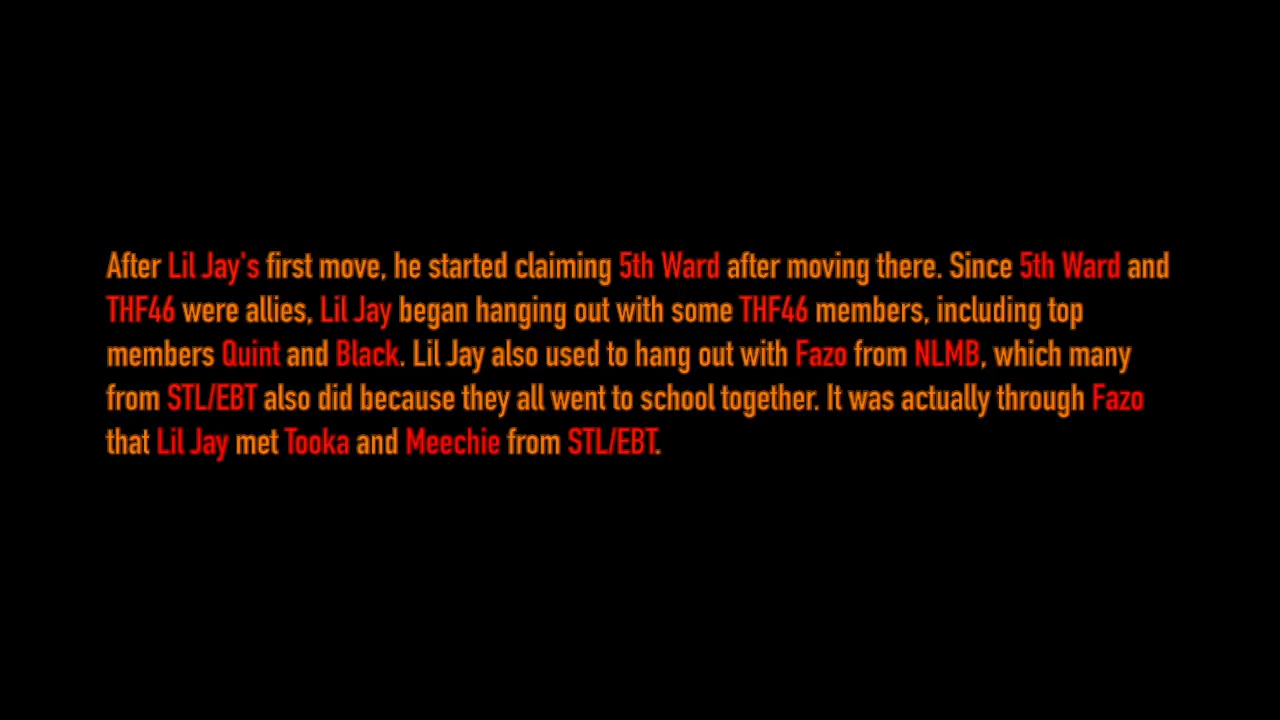 After Lil Jay's first move, he started claiming 5th Ward after moving there. Since 5th Ward and
THF46 were allies, Lil Jay began hanging out with some THF46 members, including top
members Quint and Black. Lil Jay also used to hang out with Fazo from NLMB, which many
from STL/EBT also did because they all went to school together. It was actually through Fazo
that Lil Jay met Tooka and Meechie from STL/EBT.